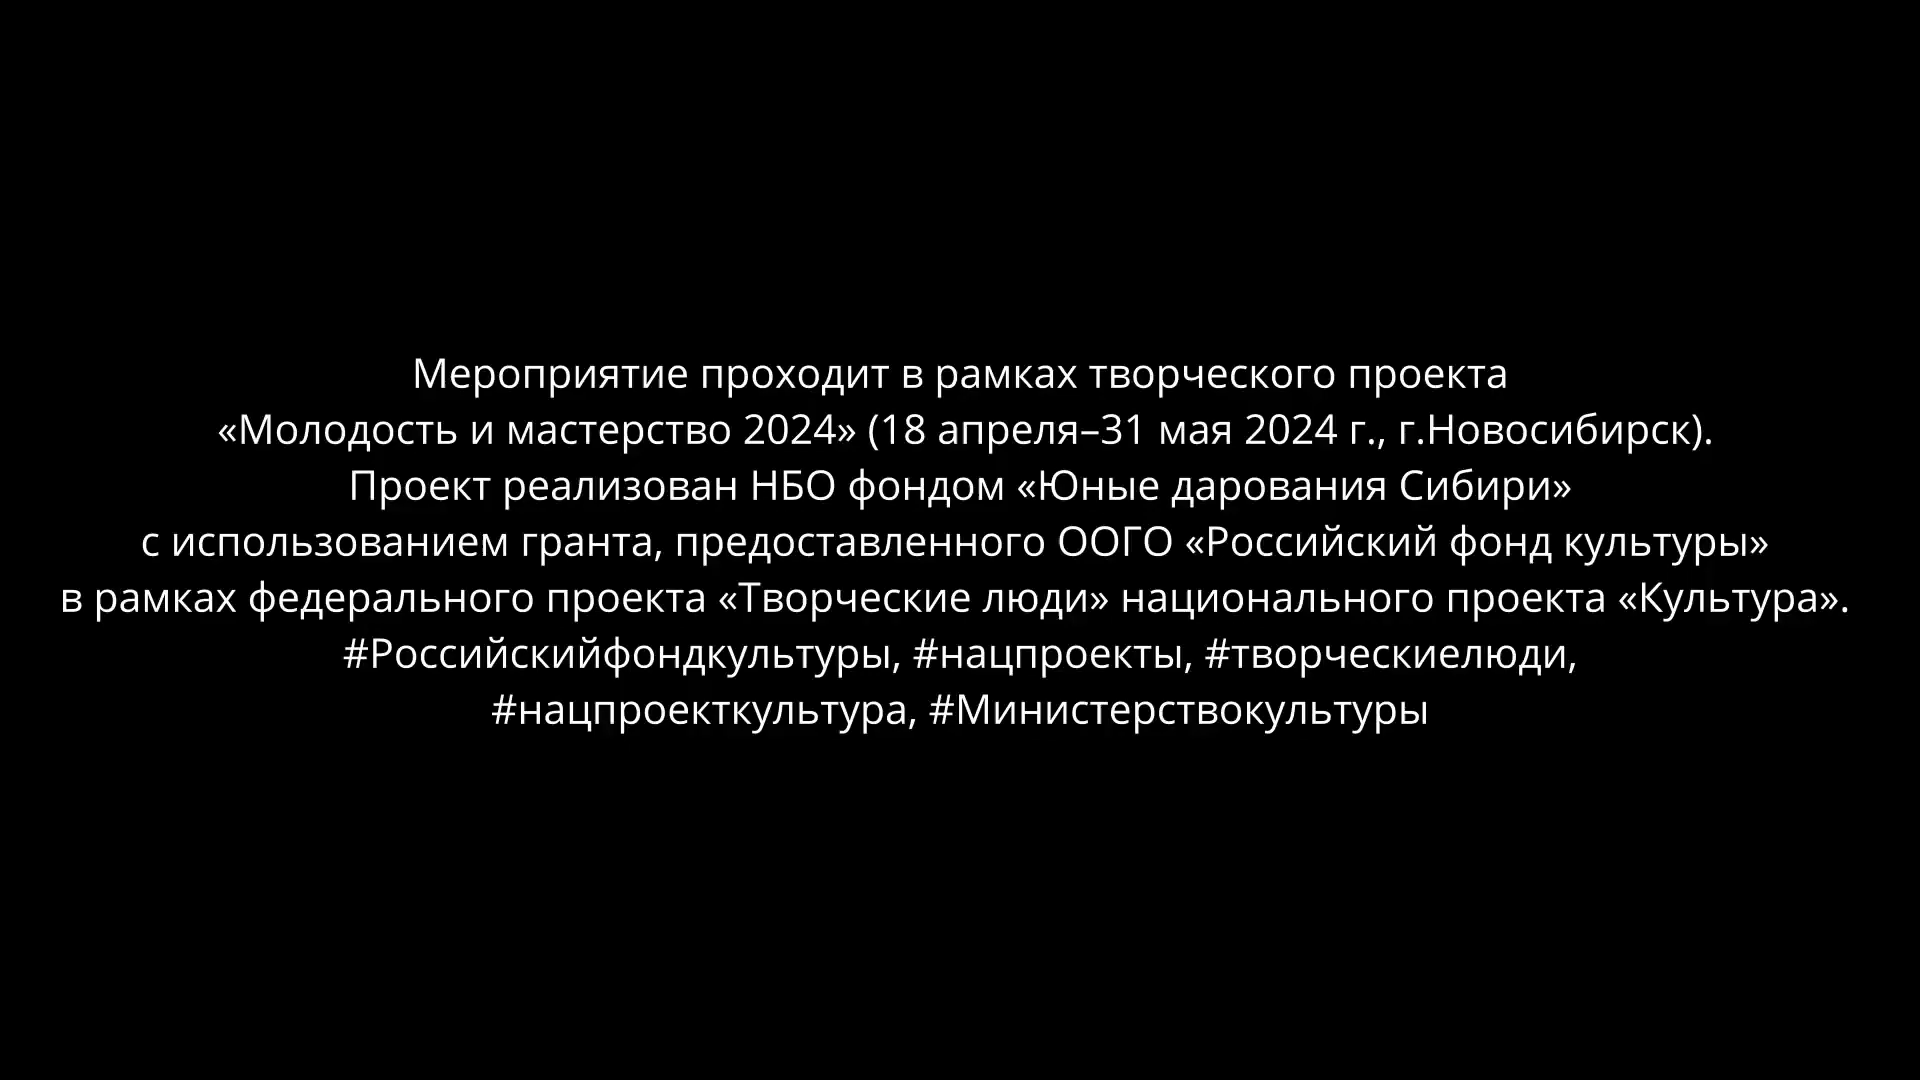 Мероприятие проходит в рамках творческого проекта
«Молодость и мастерство 2024» (18 апреля–31 мая 2024 г., г.Новосибирск).
Проект реализован НБО фондом «Юные дарования Сибири»
с использованием гранта, предоставленного ООГО «Российский фонд культуры»
в рамках федерального проекта «Творческие люди» национального проекта «Культура».
#Российскийфондкультуры, #нацпроекты, #творческиелюди,
#нацпроекткультура, #Министерствокультуры